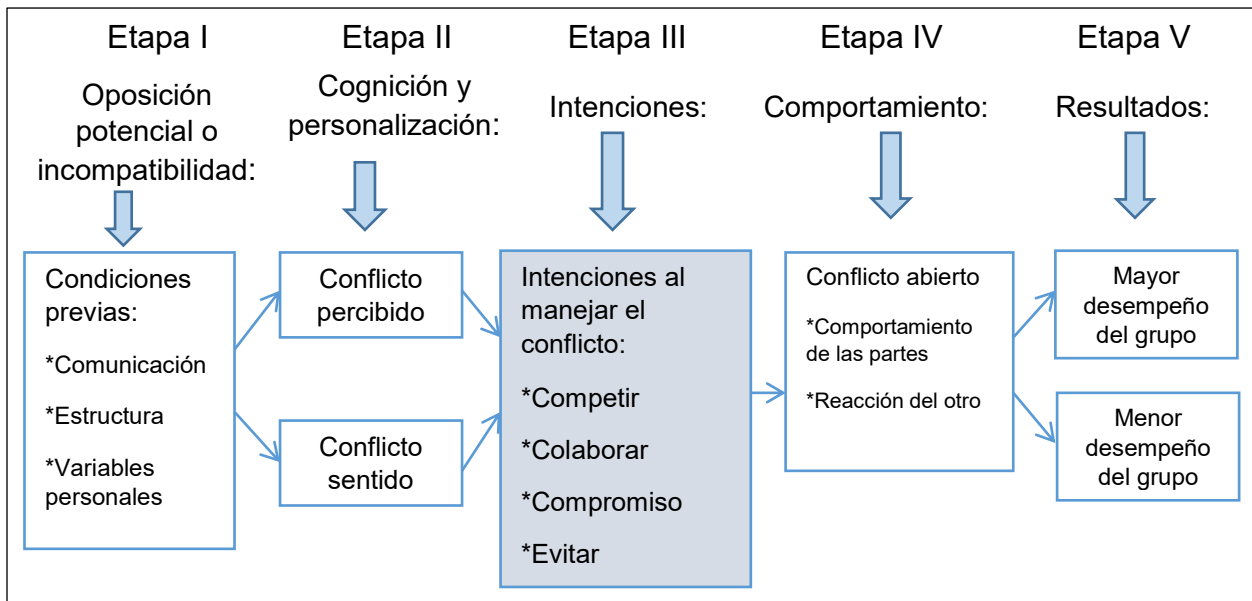 Etapa I
Etapa II
Etapa III
Etapa IV
Etapa V
Oposición
potencial o
incompatibilidad:
Cognición y
personalización:
Intenciones:
Comportamiento:
Resultados:
Condiciones
previas:
*Comunicación
*Estructura
*Variables
personales
Conflicto
percibido
Conflicto
sentido
Intenciones al
manejar el
conflicto:
*Competir
*Colaborar
*Compromiso
*Evitar
Conflicto abierto
*Comportamiento
de las partes
*Reacción del otro
Mayor
desempeño
del grupo
Menor
desempeño
del grupo